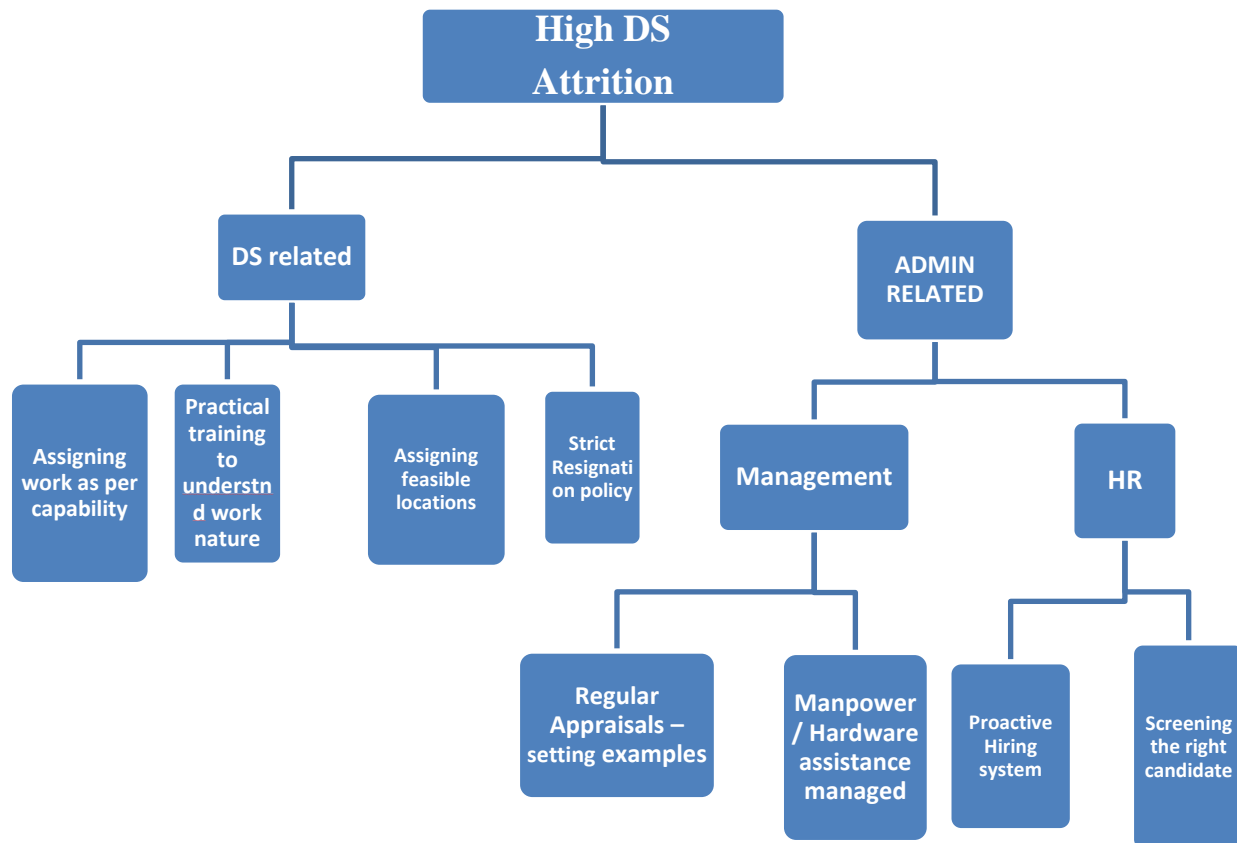 High DS
Attrition
DS related
ADMIN
RELATED
Assigning
work as per
capability
Practical
training
to
understn
d work
nature
Assigning
feasible
locations
Strict
Resignati
on policy
Management
HR
Regular
Appraisals –
setting examples
Manpower
/ Hardware
assistance
managed
Proactive
Hiring
system
Screening
the right
candidate